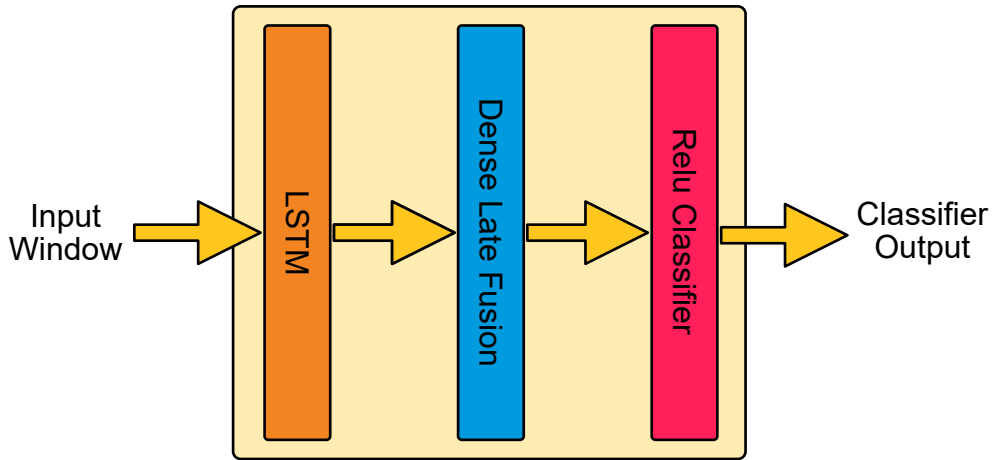 Input
Window
LSTM
Dense Late Fusion
Relu Classifier
Classifier
Output